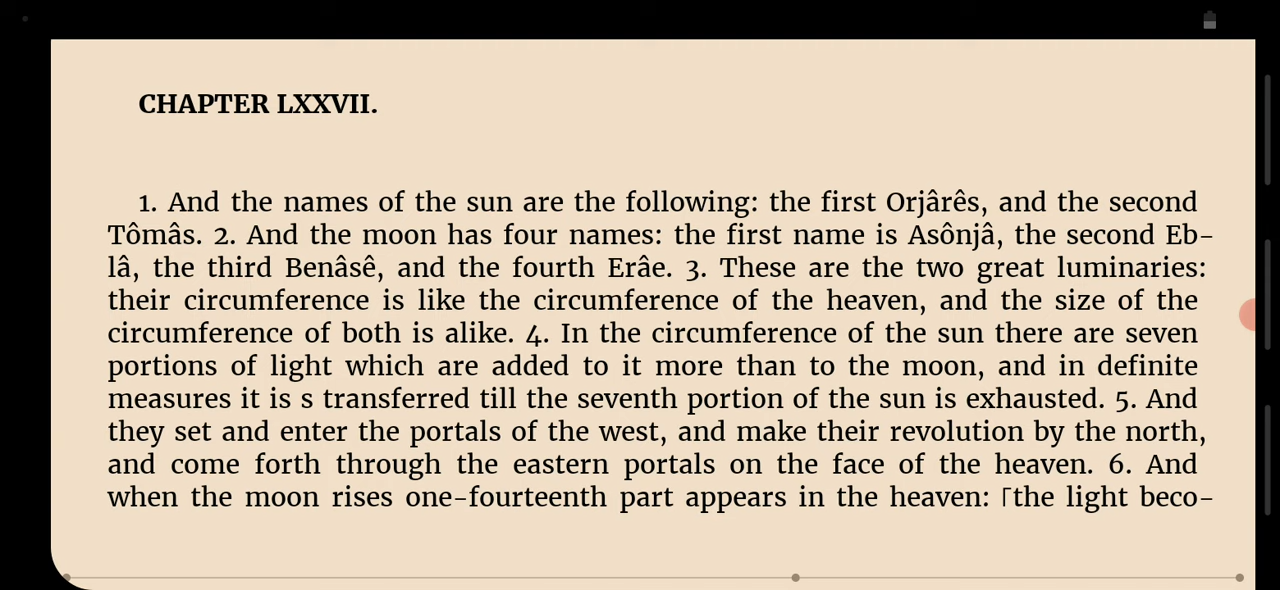 CHAPTER LXXVII.
1. And the names of the sun are the following: the first Orjârês, and the second
Tômâs. 2. And the moon has four names: the first name is Asônjâ, the second Eb-
lâ, the third Benâsê, and the fourth Erâe. 3. These are the two great luminaries:
their circumference is like the circumference of the heaven, and the size of the
circumference of both is alike. 4. In the circumference of the sun there are seven
portions of light which are added to it more than to the moon, and in definite
measures it is s transferred till the seventh portion of the sun is exhausted. 5. And
they set and enter the portals of the west, and make their revolution by the north,
and come forth through the eastern portals on the face of the heaven. 6. And
when the moon rises one-fourteenth part appears in the heaven: ⌈the light beco-